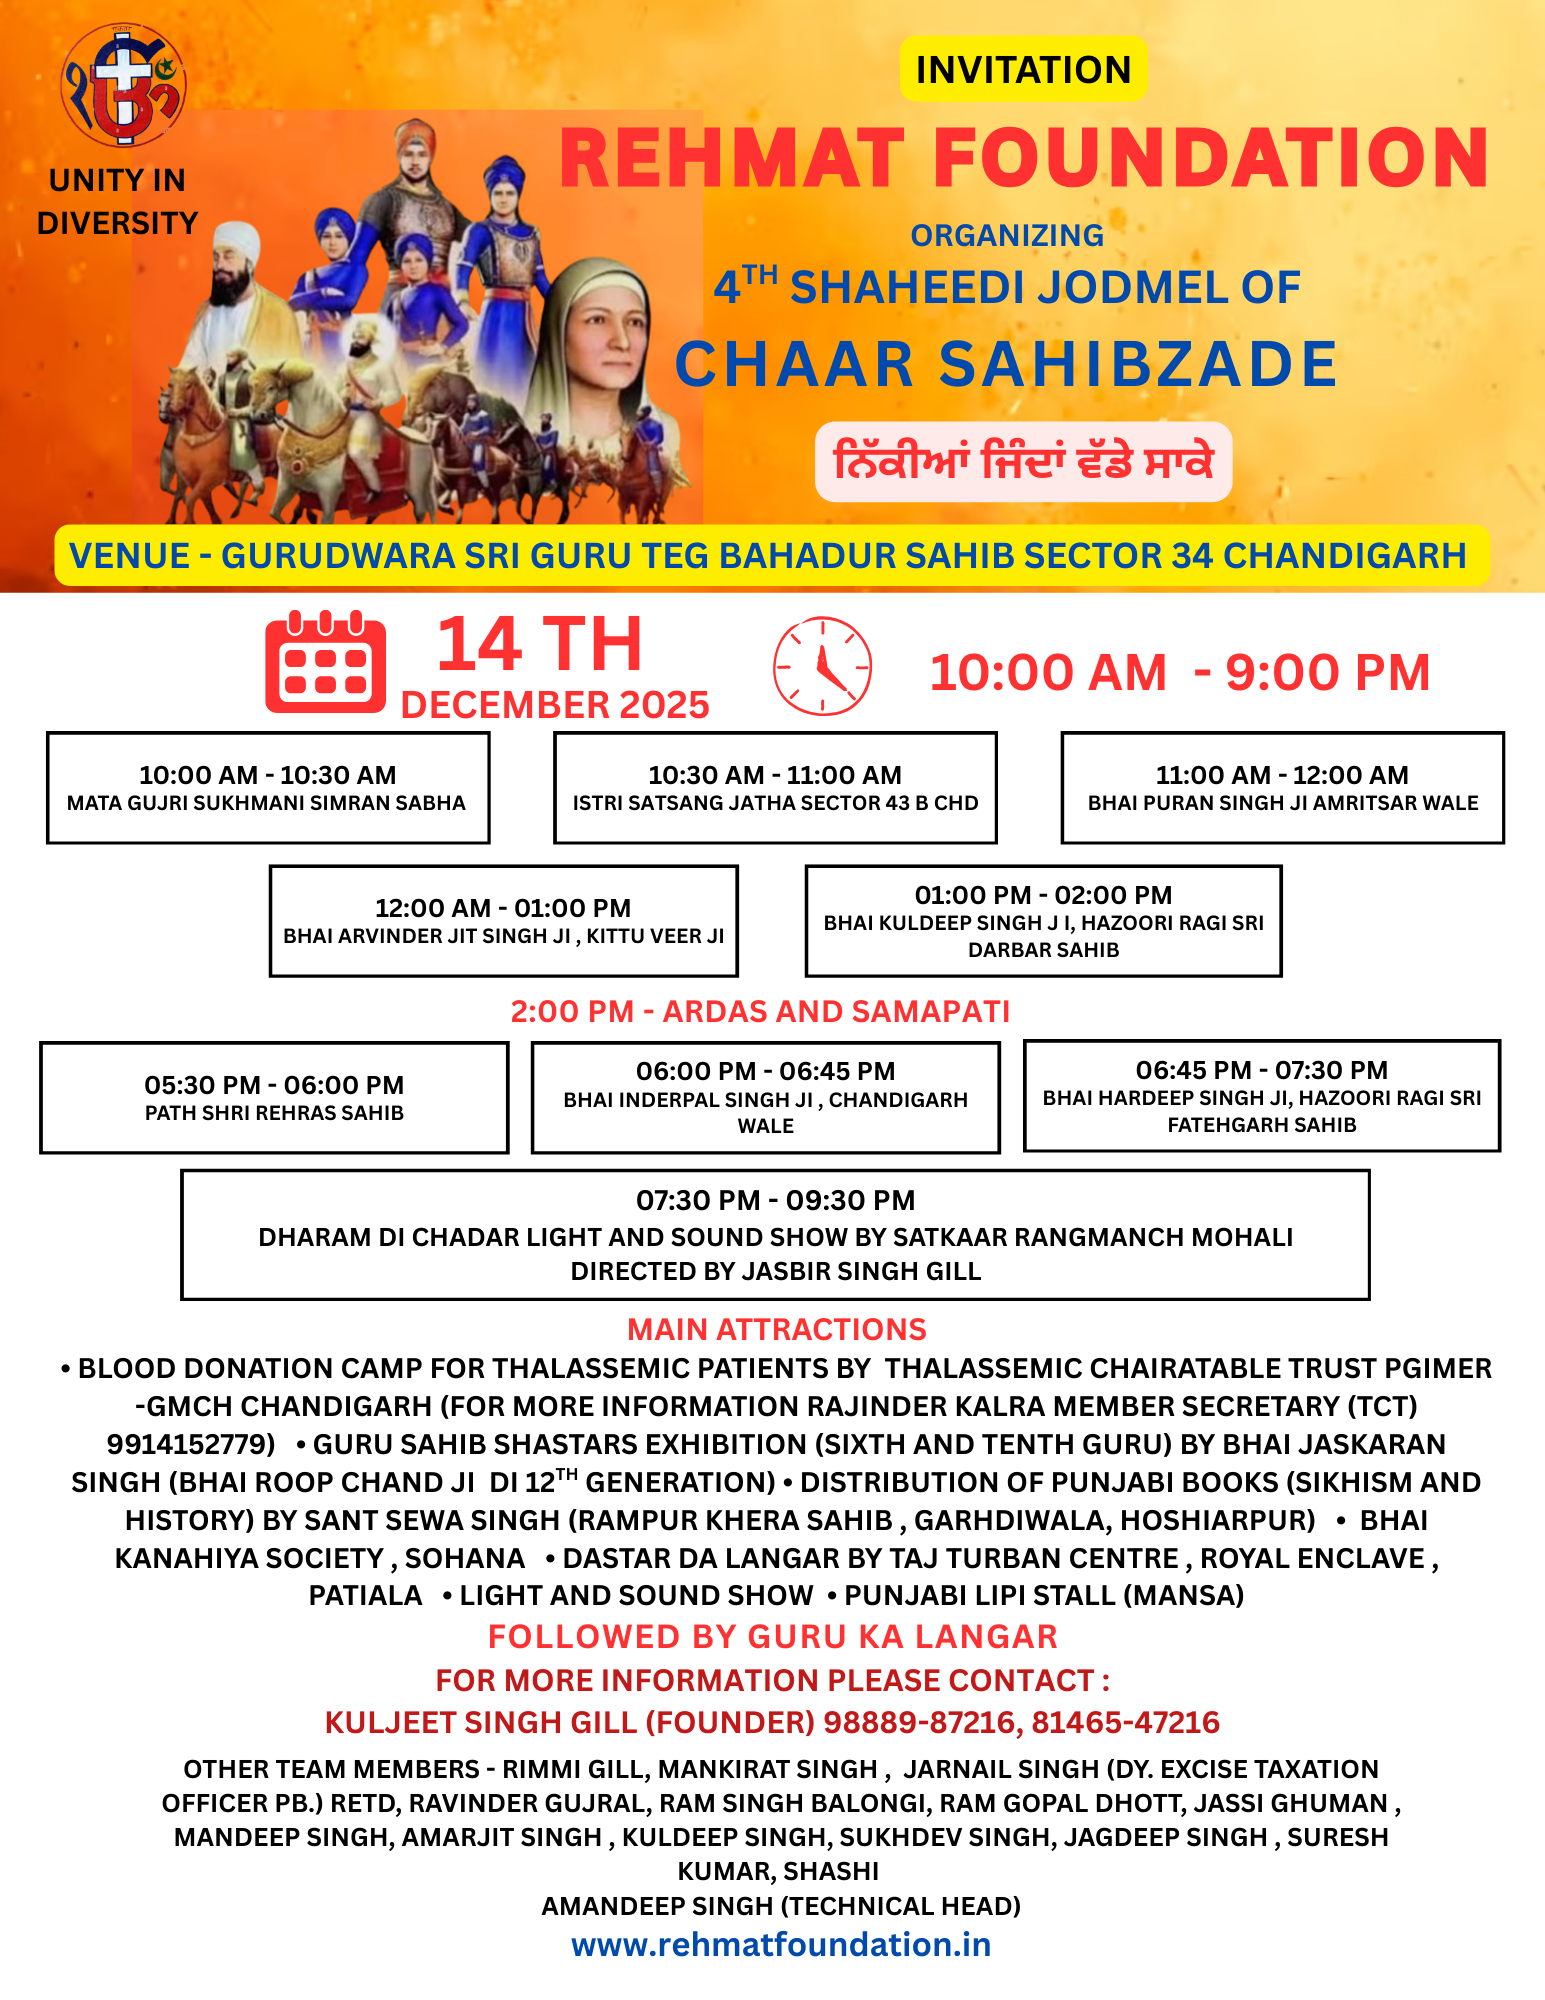 UNITY IN
DIVERSITY
INVITATION
REHMAT FOUNDATION
ORGANIZING
4TH SHAHEEDI JODMEL OF
CHAAR SAHIBZADE
ਨਿੱਕੀਆਂ ਜਿੰਦਾਂ ਵੱਡੇ ਸਾਕੇ
VENUE - GURUDWARA SRI GURU TEG BAHADUR SAHIB SECTOR 34 CHANDIGARH
14 TH
DECEMBER 2025
10:00 AM - 9:00 PM
10:00 AM - 10:30 AM
MATA GUJRI SUKHMANI SIMRAN SABHA
10:30 AM - 11:00 AM
ISTRI SATSANG JATHA SECTOR 43 B CHD
11:00 AM - 12:00 AM
BHAI PURAN SINGH JI AMRITSAR WALE
12:00 AM - 01:00 PM
BHAI ARVINDER JIT SINGH JI , KITTU VEER JI
01:00 PM - 02:00 PM
BHAI KULDEEP SINGH J I, HAZOORI RAGI SRI
DARBAR SAHIB
2:00 PM - ARDAS AND SAMAPATI
05:30 PM - 06:00 PM
PATH SHRI REHRAS SAHIB
06:00 PM - 06:45 PM
BHAI INDERPAL SINGH JI , CHANDIGARH
WALE
06:45 PM - 07:30 PM
BHAI HARDEEP SINGH JI, HAZOORI RAGI SRI
FATEHGARH SAHIB
07:30 PM - 09:30 PM
DHARAM DI CHADAR LIGHT AND SOUND SHOW BY SATKAAR RANGMANCH MOHALI
DIRECTED BY JASBIR SINGH GILL
MAIN ATTRACTIONS
• BLOOD DONATION CAMP FOR THALASSEMIC PATIENTS BY THALASSEMIC CHAIRATABLE TRUST PGIMER
-GMCH CHANDIGARH (FOR MORE INFORMATION RAJINDER KALRA MEMBER SECRETARY (TCT)
9914152779) • GURU SAHIB SHASTARS EXHIBITION (SIXTH AND TENTH GURU) BY BHAI JASKARAN
SINGH (BHAI ROOP CHAND JI DI 12TH GENERATION) • DISTRIBUTION OF PUNJABI BOOKS (SIKHISM AND
HISTORY) BY SANT SEWA SINGH (RAMPUR KHERA SAHIB , GARHDIWALA, HOSHIARPUR) • BHAI
KANAHIYA SOCIETY , SOHANA • DASTAR DA LANGAR BY TAJ TURBAN CENTRE , ROYAL ENCLAVE ,
PATIALA • LIGHT AND SOUND SHOW • PUNJABI LIPI STALL (MANSA)
FOLLOWED BY GURU KA LANGAR
FOR MORE INFORMATION PLEASE CONTACT :
KULJEET SINGH GILL (FOUNDER) 98889-87216, 81465-47216
OTHER TEAM MEMBERS - RIMMI GILL, MANKIRAT SINGH , JARNAIL SINGH (DY. EXCISE TAXATION
OFFICER PB.) RETD, RAVINDER GUJRAL, RAM SINGH BALONGI, RAM GOPAL DHOTT, JASSI GHUMAN ,
MANDEEP SINGH, AMARJIT SINGH , KULDEEP SINGH, SUKHDEV SINGH, JAGDEEP SINGH , SURESH
KUMAR, SHASHI
AMANDEEP SINGH (TECHNICAL HEAD)
www.rehmatfoundation.in